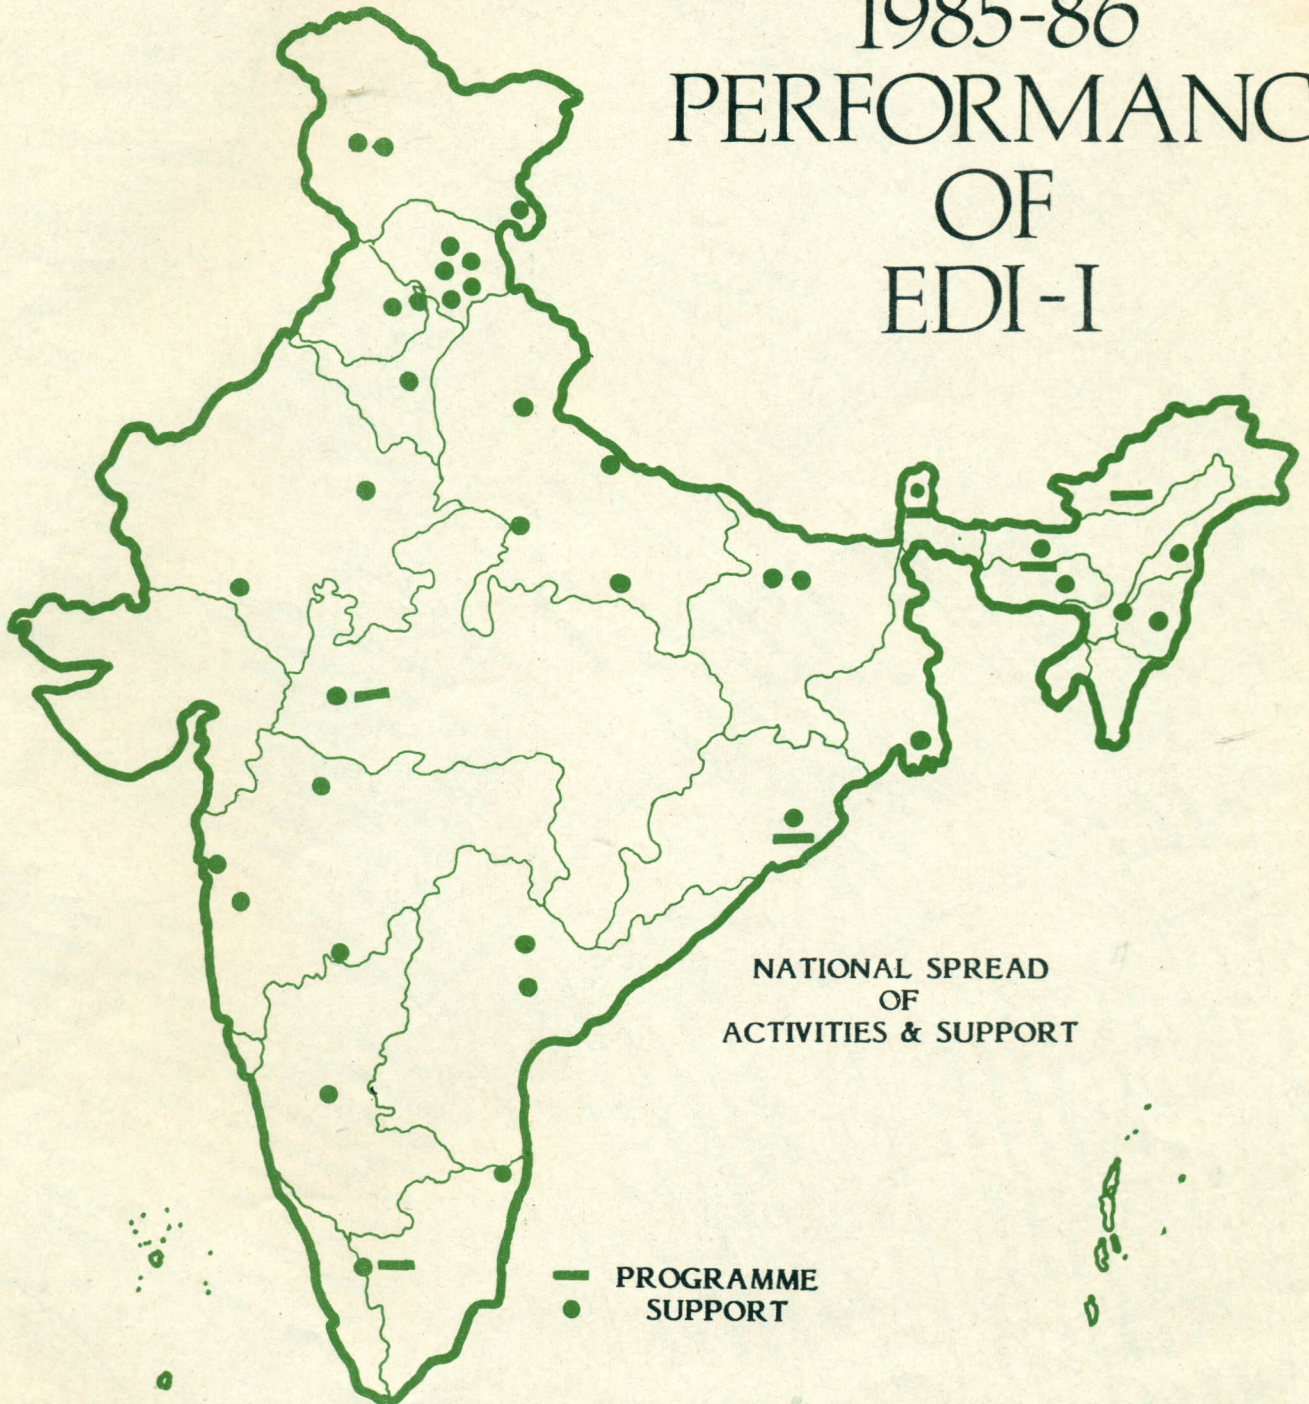 1985-86
PERFORMANC
OF
EDI-I
NATIONAL SPREAD
OF
ACTIVITIES & SUPPORT
PROGRAMME
SUPPORT